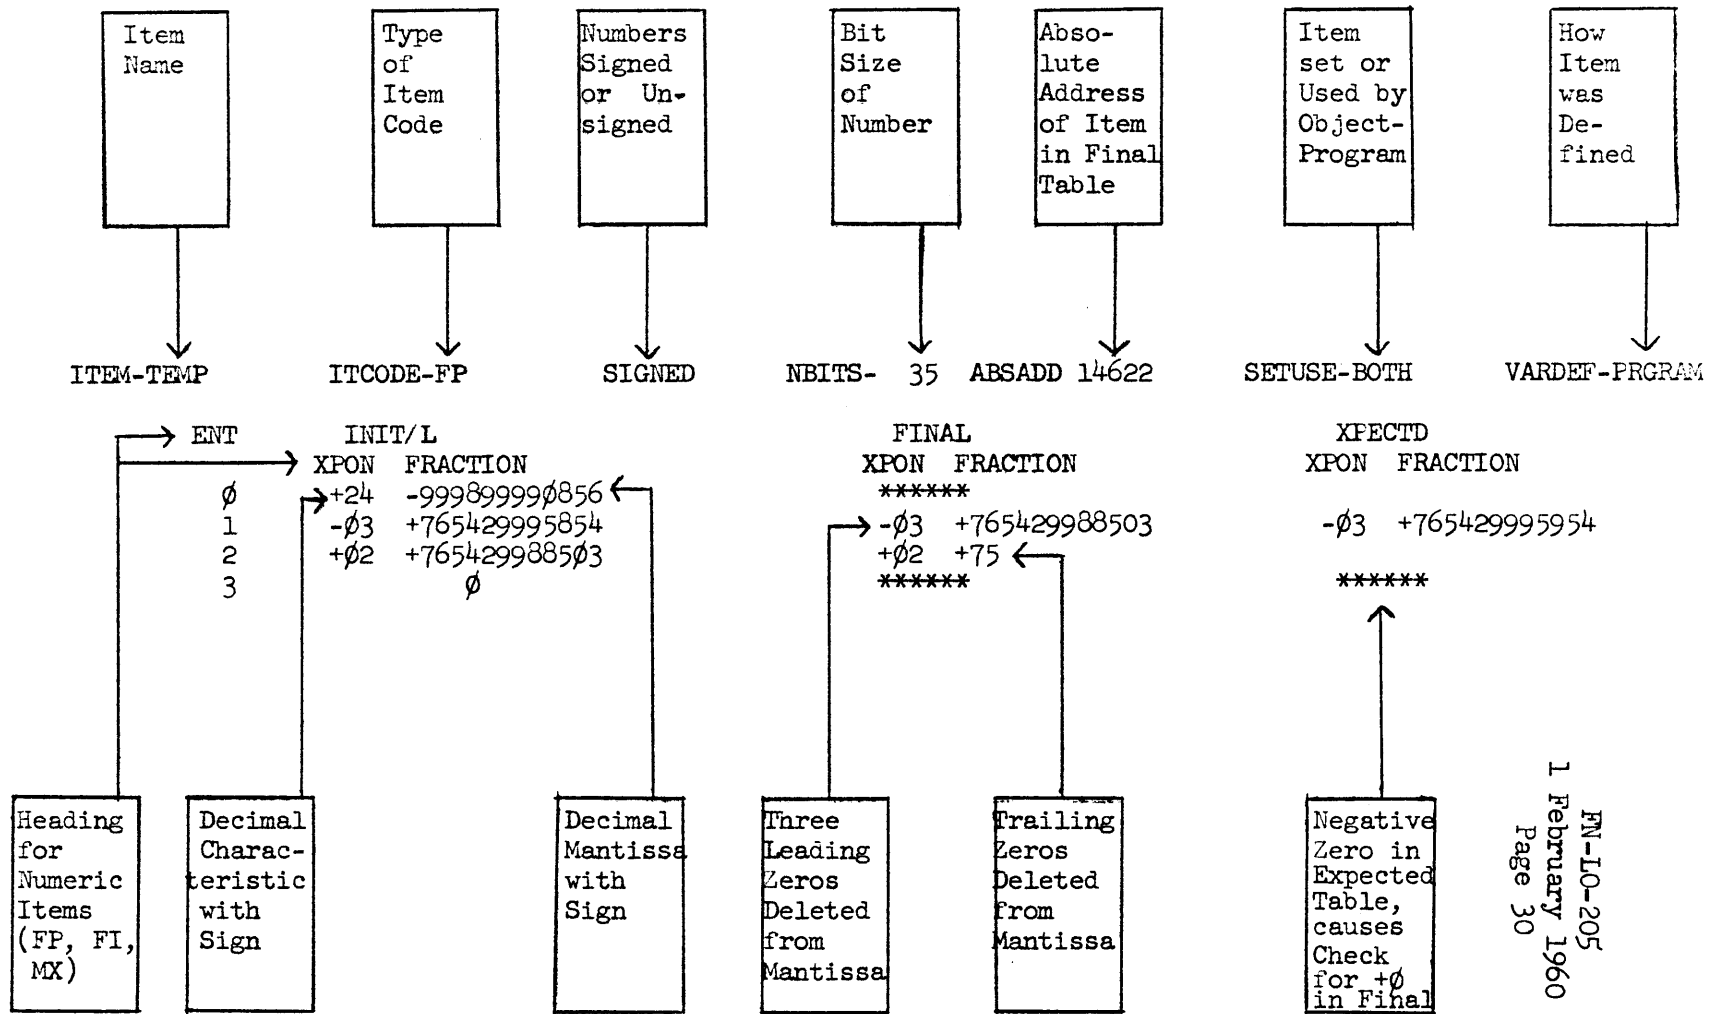 Item
Name
Type
of
Item
Code
Numbers
Signed
or Un-
signed
Bit
Size
of
Number
Abso-
lute
Address
of Item
in Final
Table
Item
set or
Used by
Object-
Program
How
Item
was
De-
fined
ITEM-TEMP ITCODE-FP SIGNED NBITS- 35 ABSADD 14622 SETUSE-BOTH VARDEF-PRGRAM
ENT INIT/L FINAL XPECTD
XPON FRACTION XPON FRACTION XPON FRACTION
Ø +24 -99989999Ø856 ******
1 -Ø3 +765429995854 -Ø3 +765429988503 -Ø3 +765429995954
2 +Ø2 +7654299885Ø3 +Ø2 +75
3 Ø ****** ******
Heading
for
Numeric
Items
(FP, FI,
MX)
Decimal
Charac-
teristic
with
Sign
Decimal
Mantissa
with
Sign
Three
Leading
Zeros
Deleted
from
Mantissa
Trailing
Zeros
Deleted
from
Mantissa
Negative
Zero in
Expected
Table,
causes
Check
for +Ø
in Final
FN-LO-205
1 February 1960
Page 30